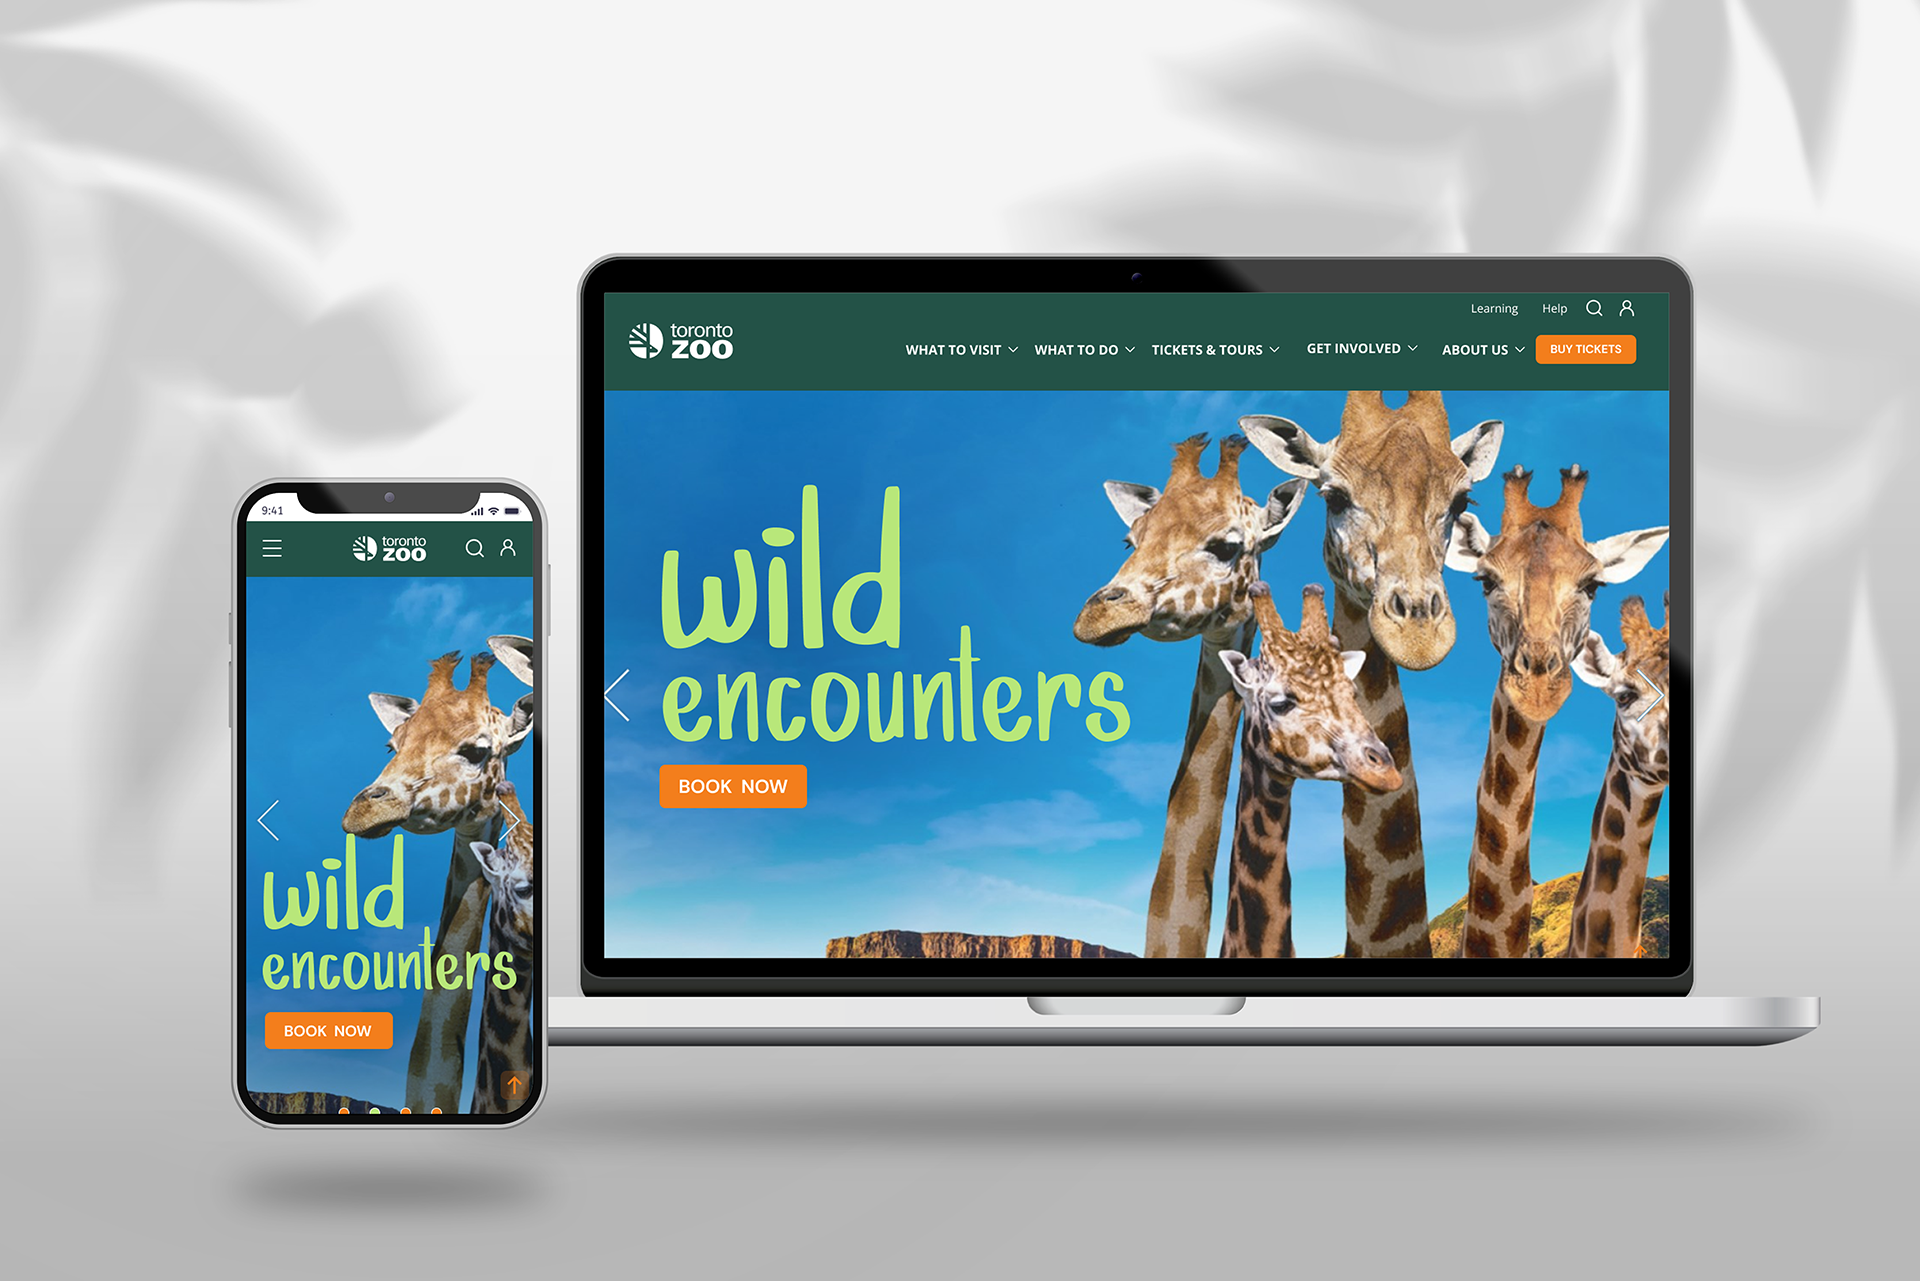 Learning Help
toronto
ZOO
WHAT TO VISIT WHAT TO DO TICKETS & TOURS GET INVOLVED ABOUT US BUY TICKETS
wild
encounters
BOOK NOW
9:41
toronto
ZOO
wild
encounters
BOOK NOW